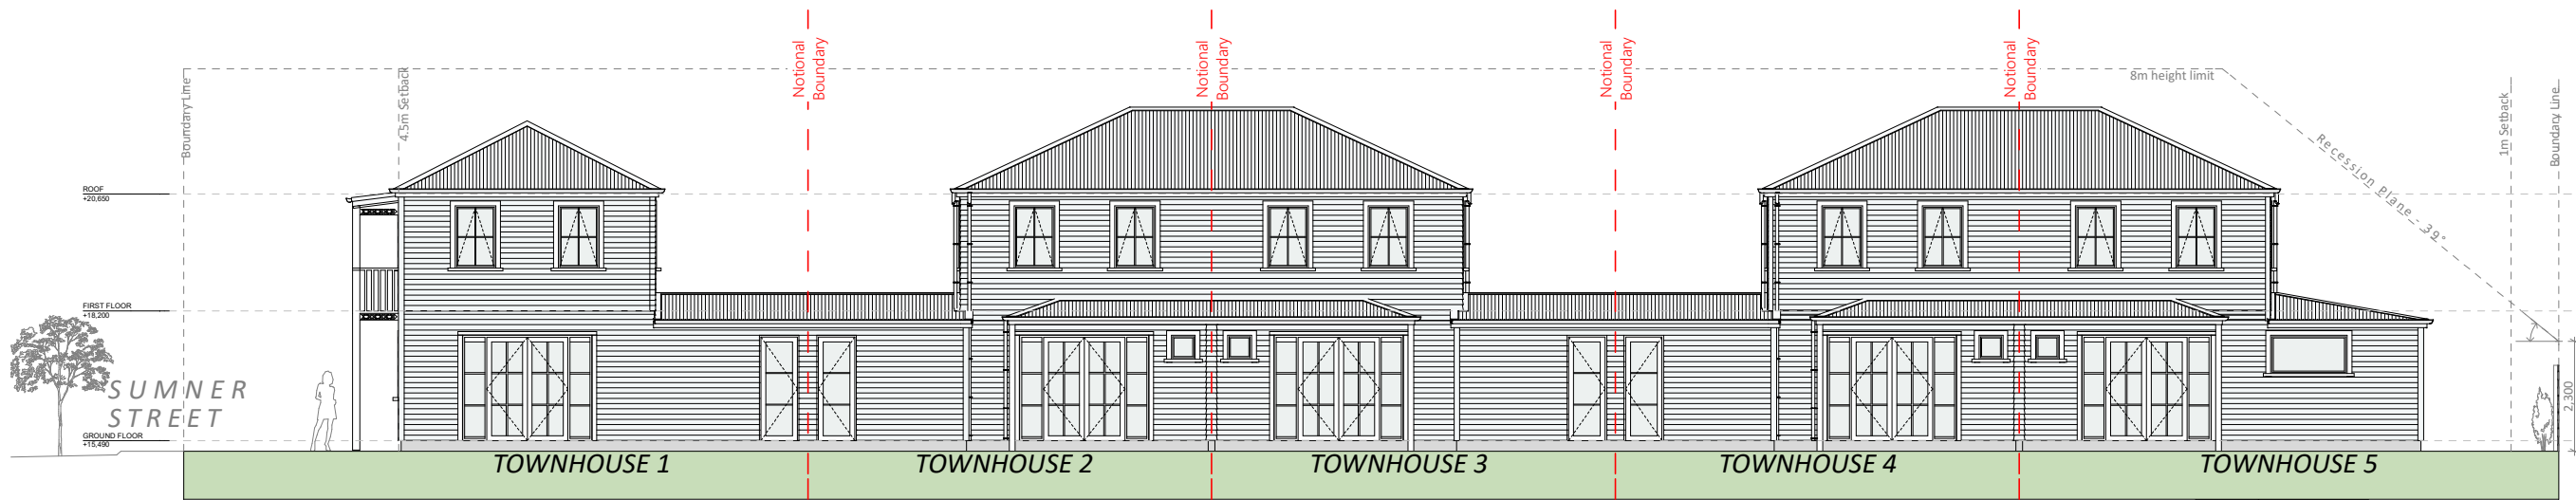 Notional
Boundary
Notional
Boundary
Notional
Boundary
Notional
Boundary
Boundary Line
4.5m Setback
8m height limit
1m Setback
Boundary Line
Recession Plane - 39°
ROOF
+20,650
FIRST FLOOR
+18,200
SUMNER
STREET
GROUND FLOOR
+15,490
2,300
TOWNHOUSE 1
TOWNHOUSE 2
TOWNHOUSE 3
TOWNHOUSE 4
TOWNHOUSE 5